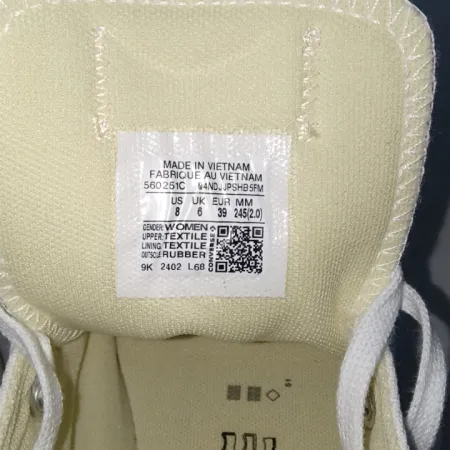 MADE IN VIETNAM
FABRIQUE AU VIETNAM
560251C
US UK EUR MM
8 6 39 245(2.0)
GENDER: WOMEN
UPPER: TEXTILE
LINING: TEXTILE
OUTSOLE: RUBBER
CONVERSE
9K 2402 L68